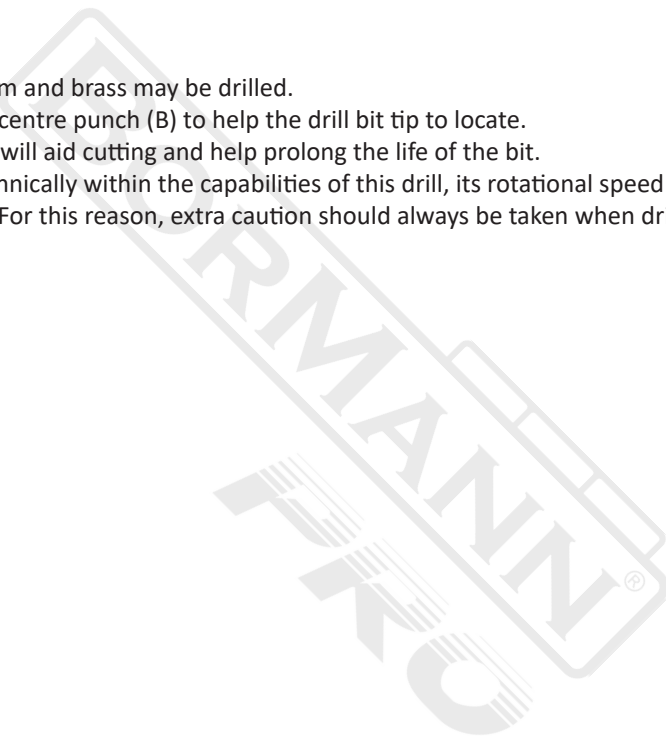 m and brass may be drilled.
centre punch (B) to help the drill bit tip to locate.
will aid cutting and help prolong the life of the bit.
hnically within the capabilities of this drill, its rotational speed
For this reason, extra caution should always be taken when dr
BORMANN®
PRO